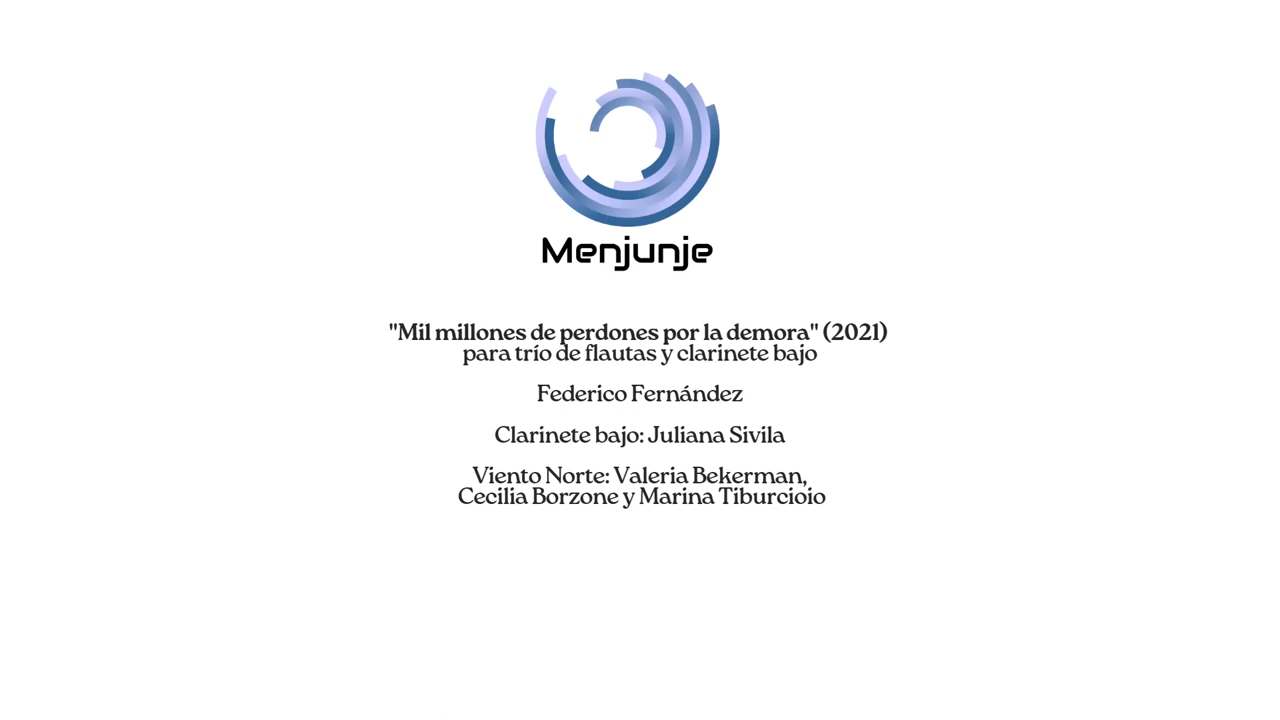 Menjunje
"Mil millones de perdones por la demora" (2021)
para trío de flautas y clarinete bajo
Federico Fernández
Clarinete bajo: Juliana Sivila
Viento Norte: Valeria Bekerman,
Cecilia Borzone y Marina Tiburcioio